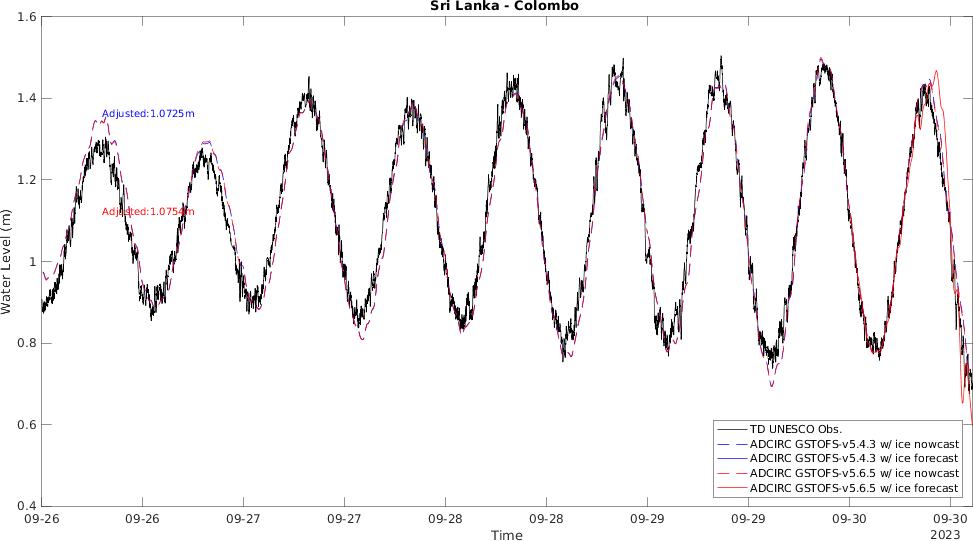 Sri Lanka - Colombo
1.6
1.4
1.2
1
0.8
0.6
0.4
Water Level (m)
Adjusted:1.0725m
Adjusted:1.0754m
TD UNESCO Obs.
ADCIRC GSTOFS-v5.4.3 w/ ice nowcast
ADCIRC GSTOFS-v5.4.3 w/ ice forecast
ADCIRC GSTOFS-v5.6.5 w/ ice nowcast
ADCIRC GSTOFS-v5.6.5 w/ ice forecast
09-26 09-26 09-27 09-27 09-28 09-28 09-29 09-29 09-30 09-30
2023
Time